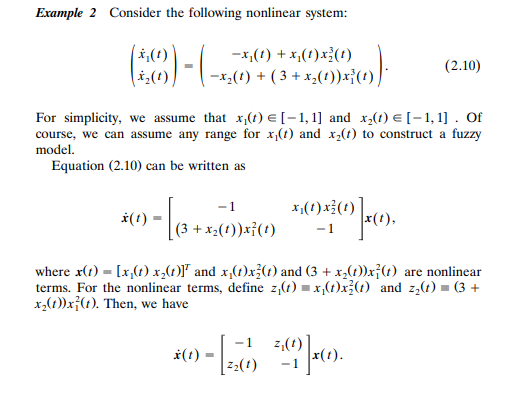 Example 2 Consider the following nonlinear system:
(ẋ₁(t)) = (−x₁(t) + x₁(t)x₂³(t))
(ẋ₂(t)) (−x₂(t) + (3 + x₂(t))x₁³(t)). (2.10)
For simplicity, we assume that x₁(t) ∈ [−1, 1] and x₂(t) ∈ [−1, 1] . Of
course, we can assume any range for x₁(t) and x₂(t) to construct a fuzzy
model.
Equation (2.10) can be written as
ẋ(t) = [−1 x₁(t)x₂²(t)
(3 + x₂(t))x₁²(t) −1] x(t),
where x(t) = [x₁(t) x₂(t)]ᵀ and x₁(t)x₂²(t) and (3 + x₂(t))x₁²(t) are nonlinear
terms. For the nonlinear terms, define z₁(t) ≡ x₁(t)x₂²(t) and z₂(t) ≡ (3 +
x₂(t))x₁²(t). Then, we have
ẋ(t) = [−1 z₁(t)
z₂(t) −1] x(t).